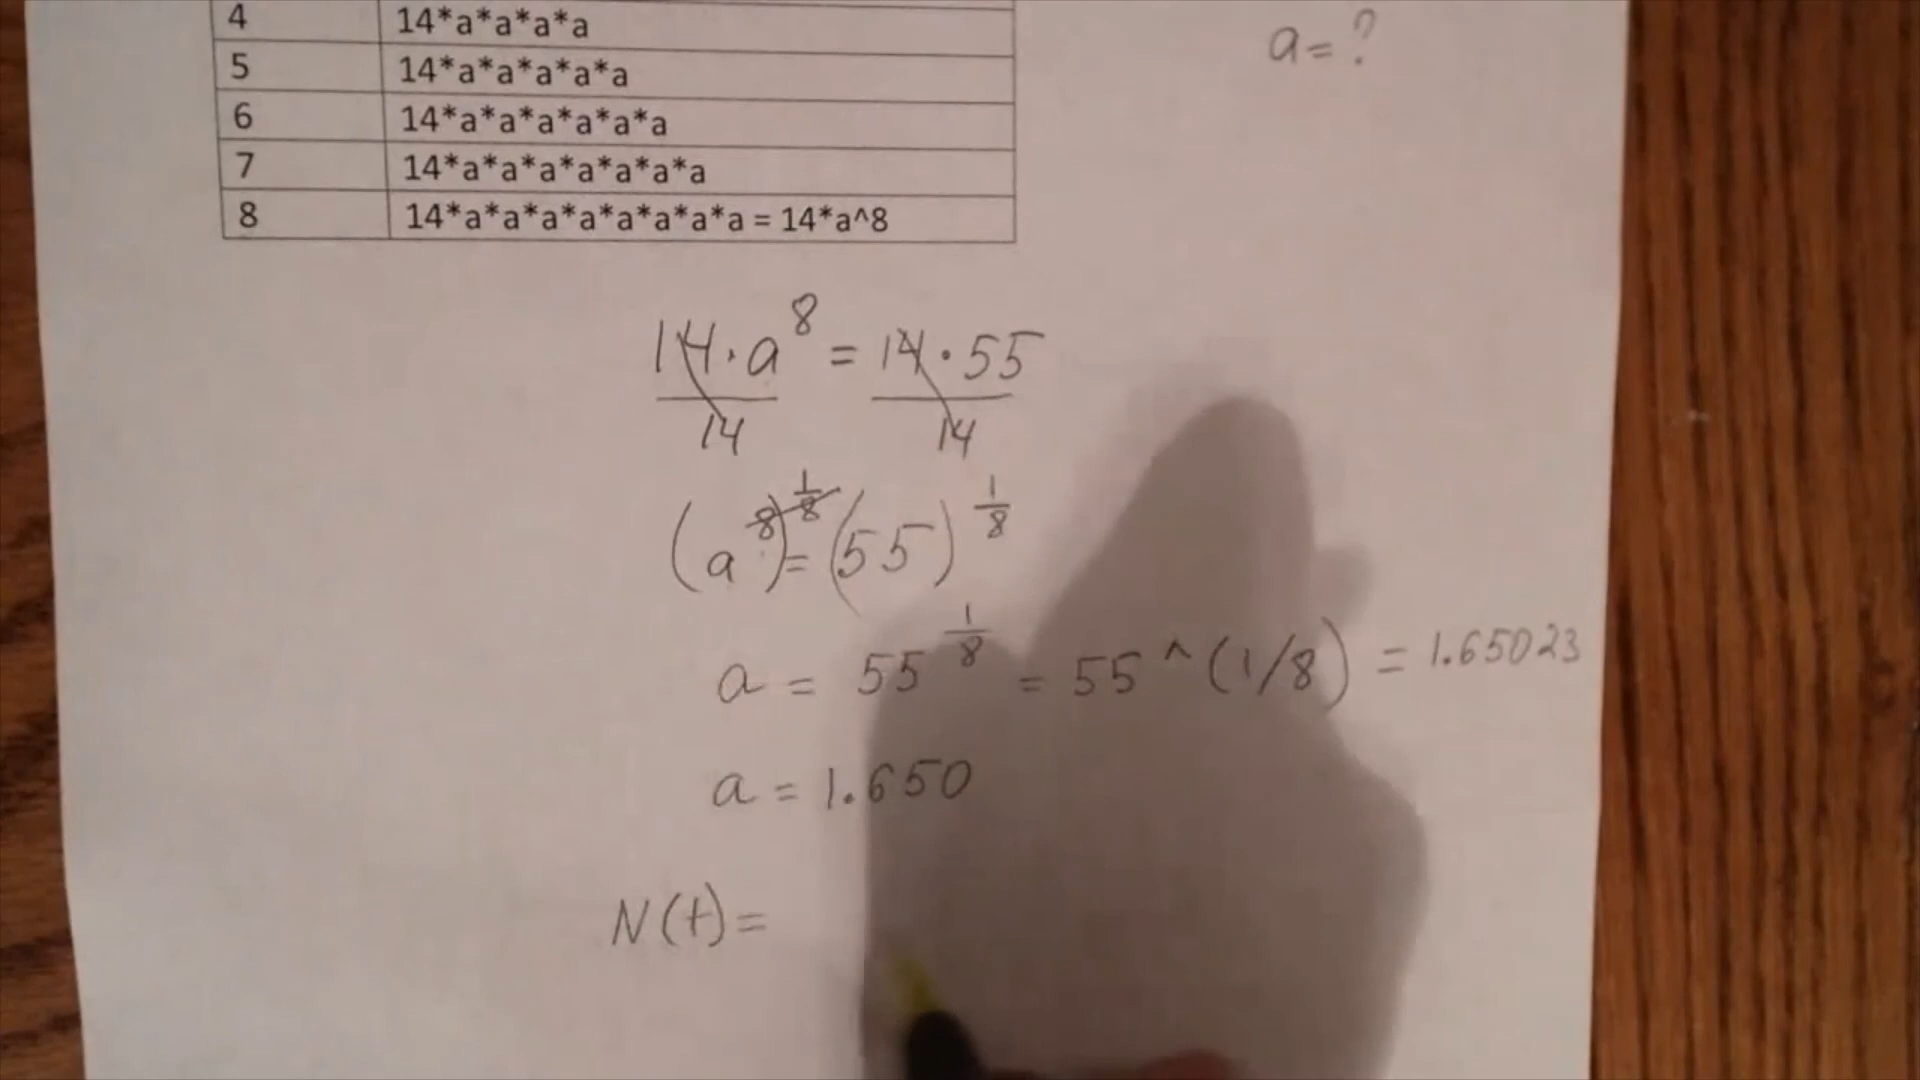 4 14*a*a*a*a
a = ?
5 14*a*a*a*a*a
6 14*a*a*a*a*a*a
7 14*a*a*a*a*a*a*a
8 14*a*a*a*a*a*a*a*a = 14*a^8
14 · a^8 = 14 · 55
14 14
(a^8)^1/8 = (55)^1/8
a = 55^1/8 = 55 ^ (1/8) = 1.65023
a = 1.650
N(t) =